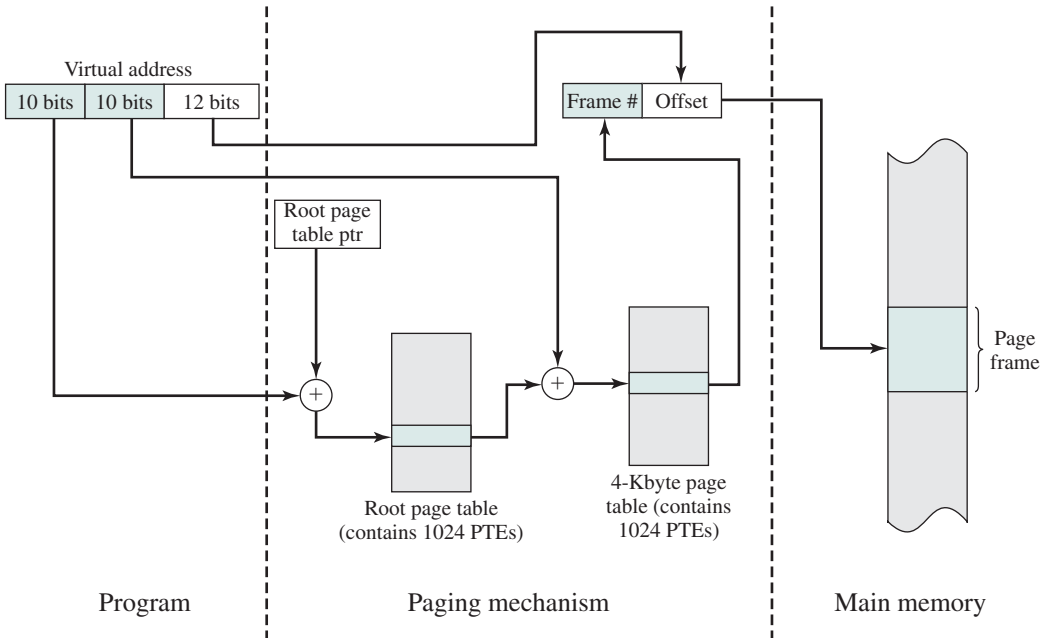 Virtual address
10 bits 10 bits 12 bits
Frame # Offset
Root page
table ptr
+
+
Page
frame
Root page table
(contains 1024 PTEs)
4-Kbyte page
table (contains
1024 PTEs)
Program
Paging mechanism
Main memory